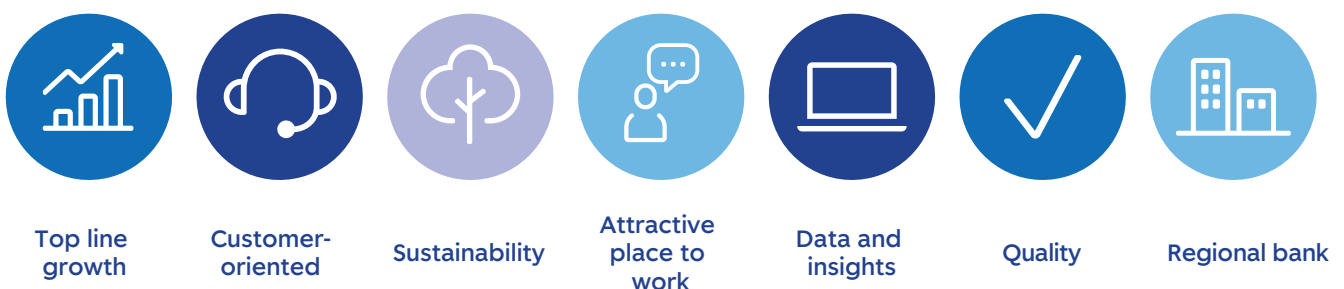 Top line
growth
Customer-
oriented
Sustainability
Attractive
place to
work
Data and
insights
Quality
Regional bank